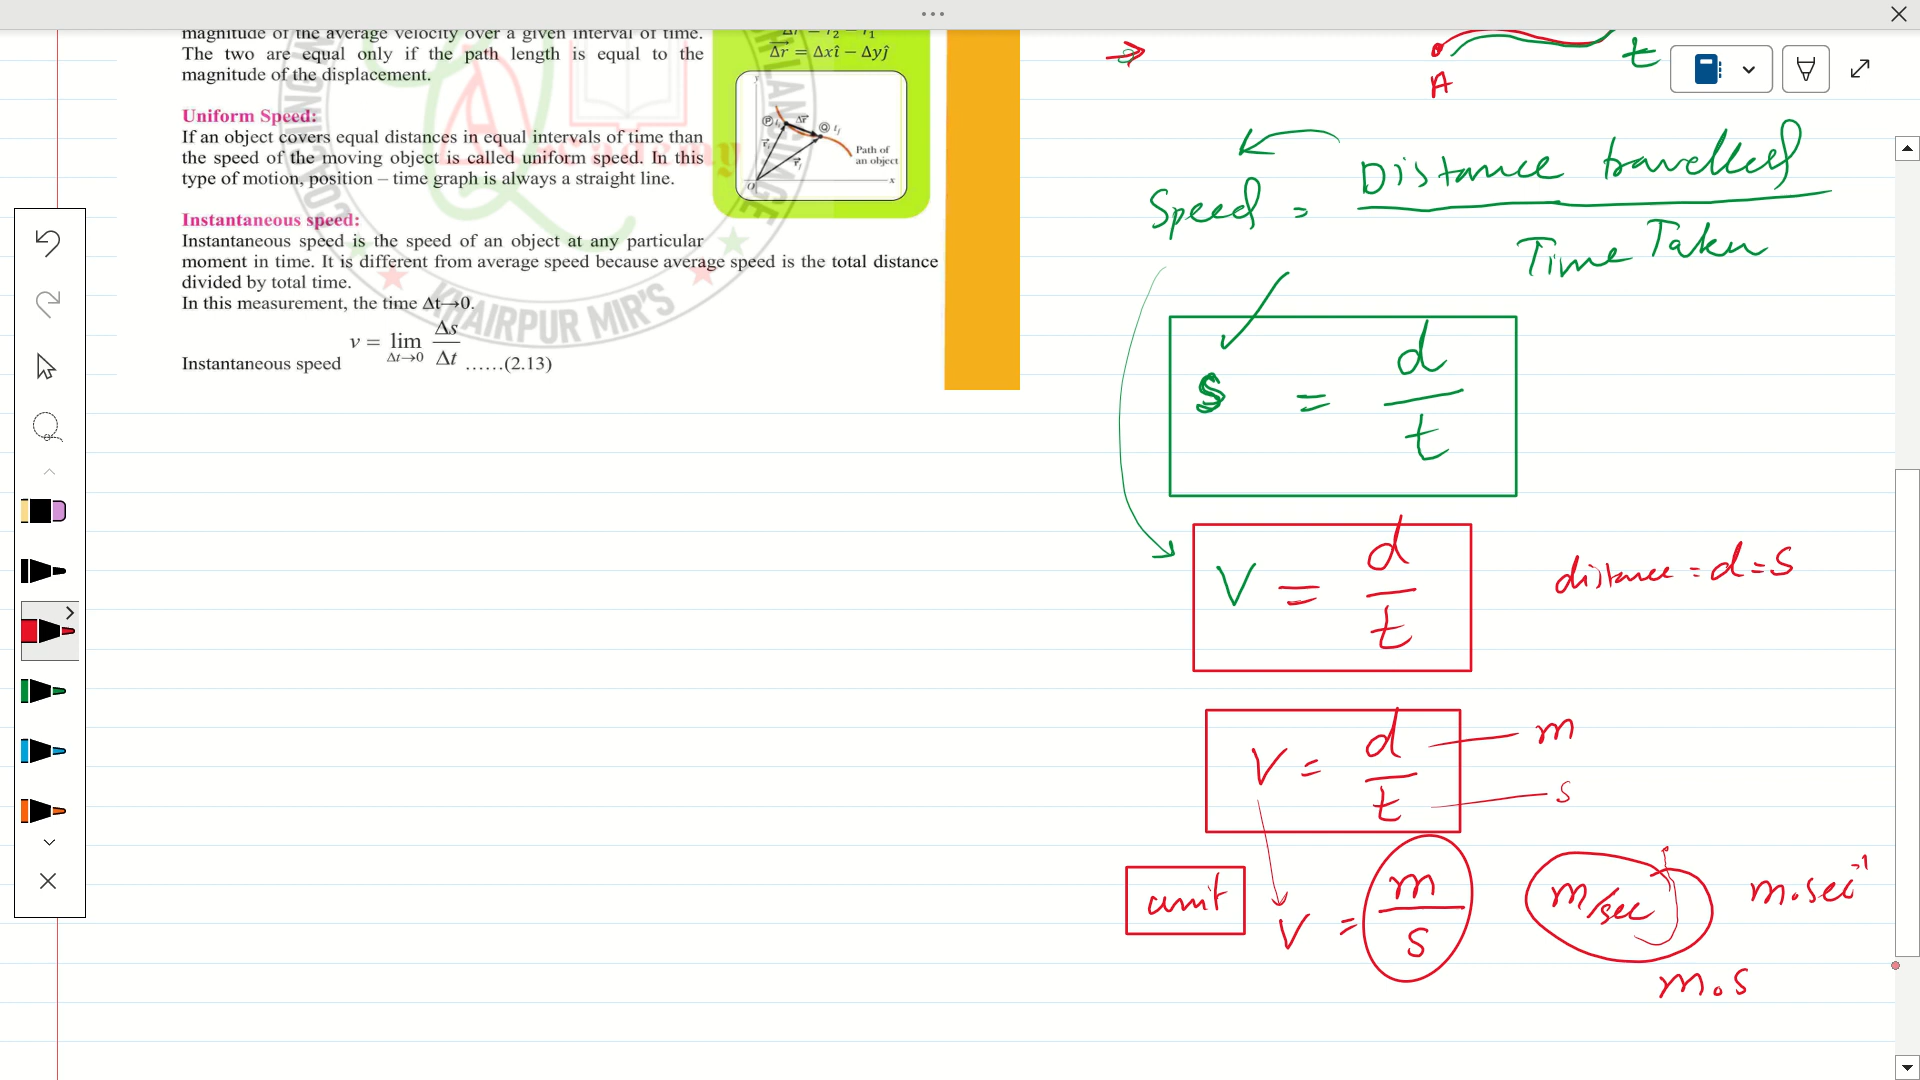 magnitude of the average velocity over a given interval of time.
The two are equal only if the path length is equal to the
magnitude of the displacement.
Uniform Speed:
If an object covers equal distances in equal intervals of time than
the speed of the moving object is called uniform speed. In this
type of motion, position – time graph is always a straight line.
Instantaneous speed:
Instantaneous speed is the speed of an object at any particular
moment in time. It is different from average speed because average speed is the total distance
divided by total time.
In this measurement, the time Δt→0.
Instantaneous speed v = lim Δt→0 Δs/Δt ......(2.13)
Δr = Δxî – Δyĵ
y
P
Δr
Q
Path of
an object
O
x
KHAIRPUR MIR'S
A
t
Speed = Distance travelled
Time Taken
S = d/t
V = d/t
distance = d = S
V = d/t
m
s
unit
V = m/s
m/sec
m.sec⁻¹
m.s